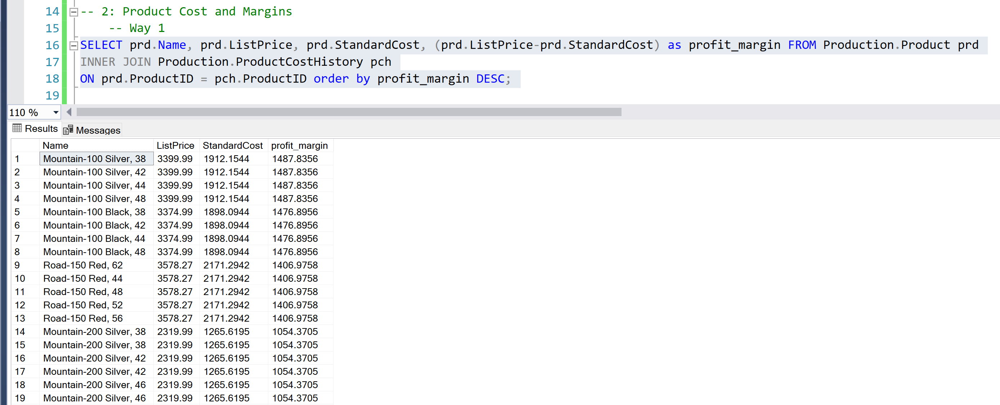 14 -- 2: Product Cost and Margins
15 -- Way 1
16 SELECT prd.Name, prd.ListPrice, prd.StandardCost, (prd.ListPrice-prd.StandardCost) as profit_margin FROM Production.Product prd
17 INNER JOIN Production.ProductCostHistory pch
18 ON prd.ProductID = pch.ProductID order by profit_margin DESC;
19
110 %
Results Messages
Name ListPrice StandardCost profit_margin
1 Mountain-100 Silver, 38 3399.99 1912.1544 1487.8356
2 Mountain-100 Silver, 42 3399.99 1912.1544 1487.8356
3 Mountain-100 Silver, 44 3399.99 1912.1544 1487.8356
4 Mountain-100 Silver, 48 3399.99 1912.1544 1487.8356
5 Mountain-100 Black, 38 3374.99 1898.0944 1476.8956
6 Mountain-100 Black, 42 3374.99 1898.0944 1476.8956
7 Mountain-100 Black, 44 3374.99 1898.0944 1476.8956
8 Mountain-100 Black, 48 3374.99 1898.0944 1476.8956
9 Road-150 Red, 62 3578.27 2171.2942 1406.9758
10 Road-150 Red, 44 3578.27 2171.2942 1406.9758
11 Road-150 Red, 48 3578.27 2171.2942 1406.9758
12 Road-150 Red, 52 3578.27 2171.2942 1406.9758
13 Road-150 Red, 56 3578.27 2171.2942 1406.9758
14 Mountain-200 Silver, 38 2319.99 1265.6195 1054.3705
15 Mountain-200 Silver, 38 2319.99 1265.6195 1054.3705
16 Mountain-200 Silver, 42 2319.99 1265.6195 1054.3705
17 Mountain-200 Silver, 42 2319.99 1265.6195 1054.3705
18 Mountain-200 Silver, 46 2319.99 1265.6195 1054.3705
19 Mountain-200 Silver, 46 2319.99 1265.6195 1054.3705